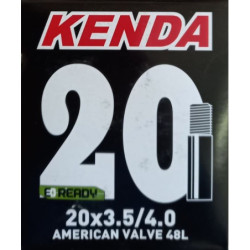 KENDA
20
READY
20x3.5/4.0
AMERICAN VALVE 48L